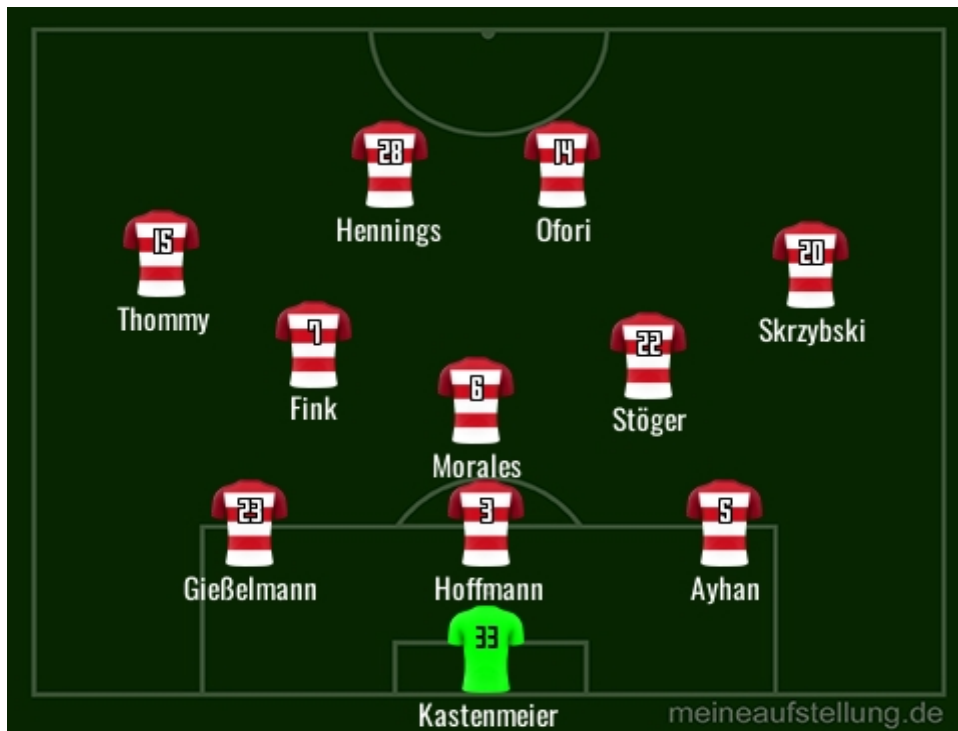 28
14
Hennings
Ofori
15
20
Thommy
Skrzybski
7
22
Fink
Stöger
6
Morales
23
3
5
Gießelmann
Hoffmann
Ayhan
33
Kastenmeier
meineaufstellung.de